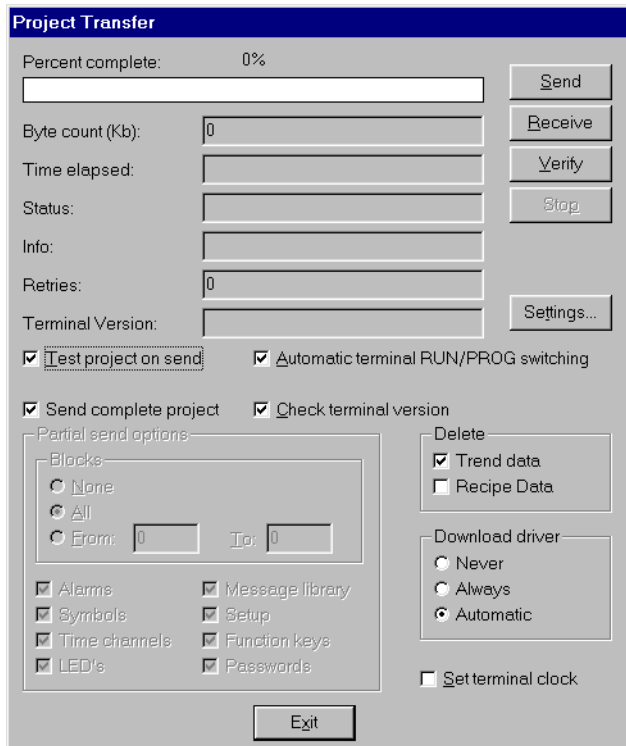 Project Transfer
Percent complete: 0%
Send
Byte count (Kb): 0
Receive
Time elapsed:
Verify
Status:
Stop
Info:
Retries: 0
Terminal Version:
Settings...
Test project on send Automatic terminal RUN/PROG switching
Send complete project Check terminal version
Partial send options
Blocks
None
All
From: 0 To: 0
Alarms Message library
Symbols Setup
Time channels Function keys
LED's Passwords
Delete
Trend data
Recipe Data
Download driver
Never
Always
Automatic
Set terminal clock
Exit